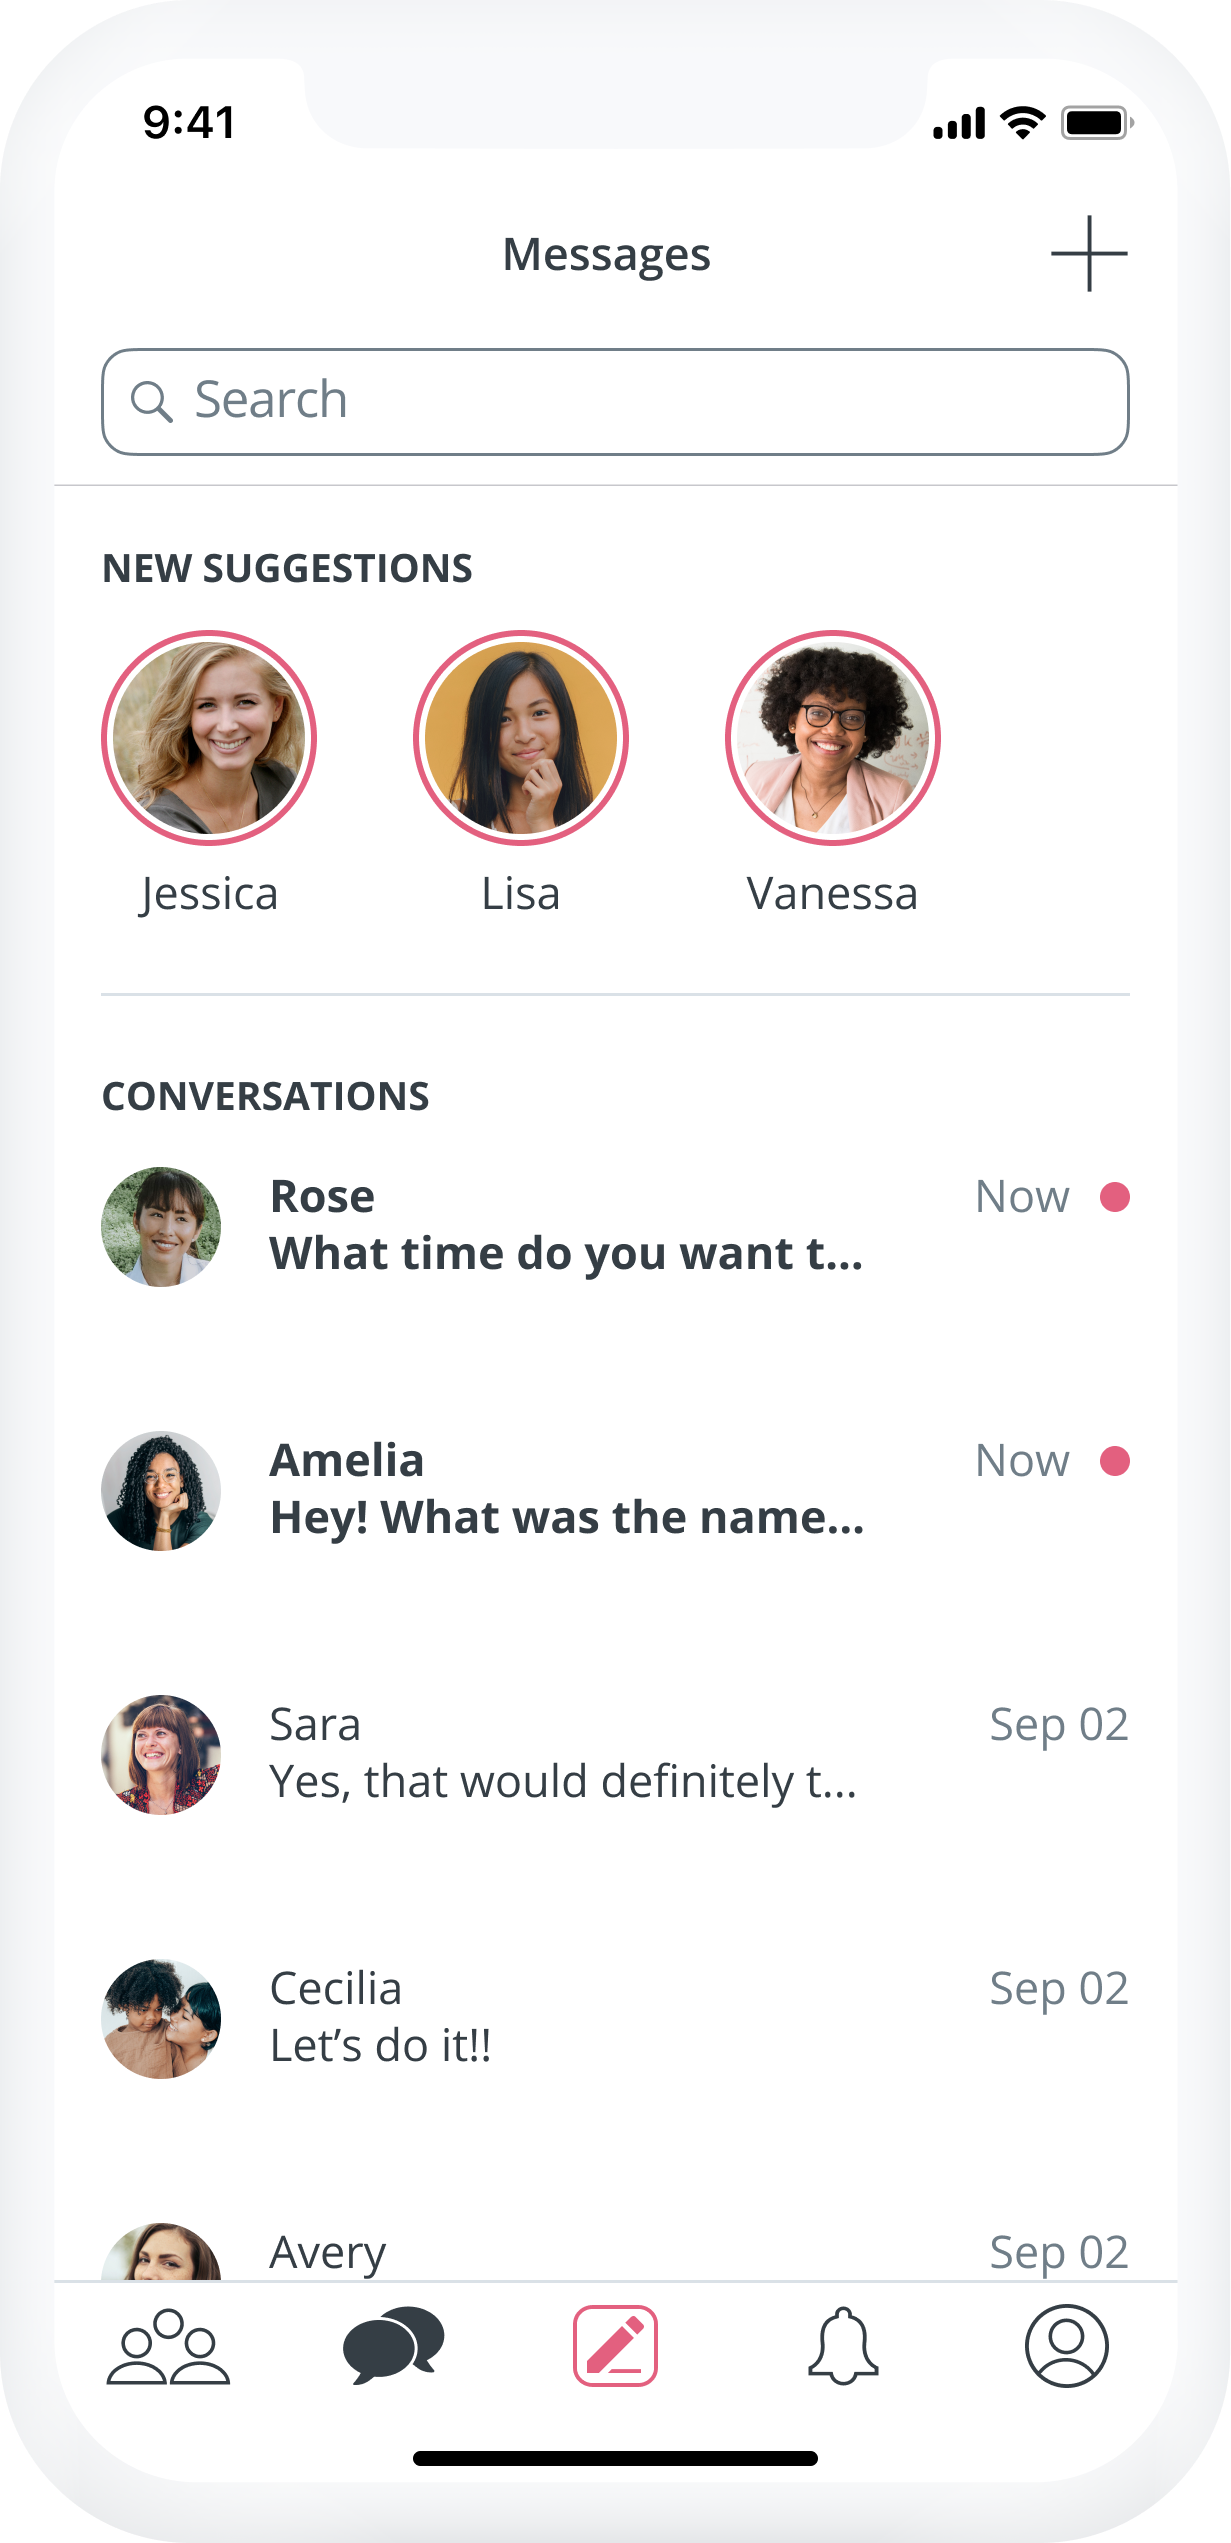 9:41
Messages
Search
NEW SUGGESTIONS
Jessica
Lisa
Vanessa
CONVERSATIONS
Rose
Now
What time do you want t...
Amelia
Now
Hey! What was the name...
Sara
Sep 02
Yes, that would definitely t...
Cecilia
Sep 02
Let’s do it!!
Avery
Sep 02